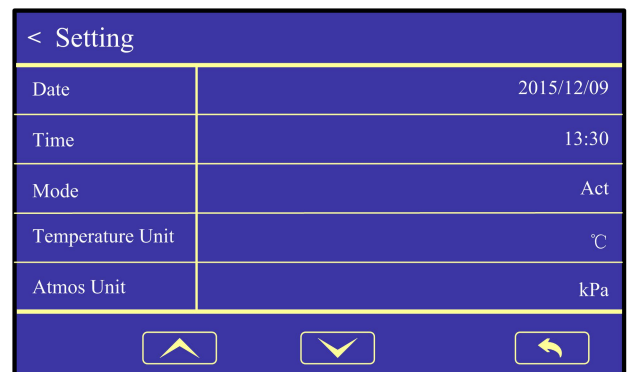 < Setting
Date 2015/12/09
Time 13:30
Mode Act
Temperature Unit ℃
Atmos Unit kPa